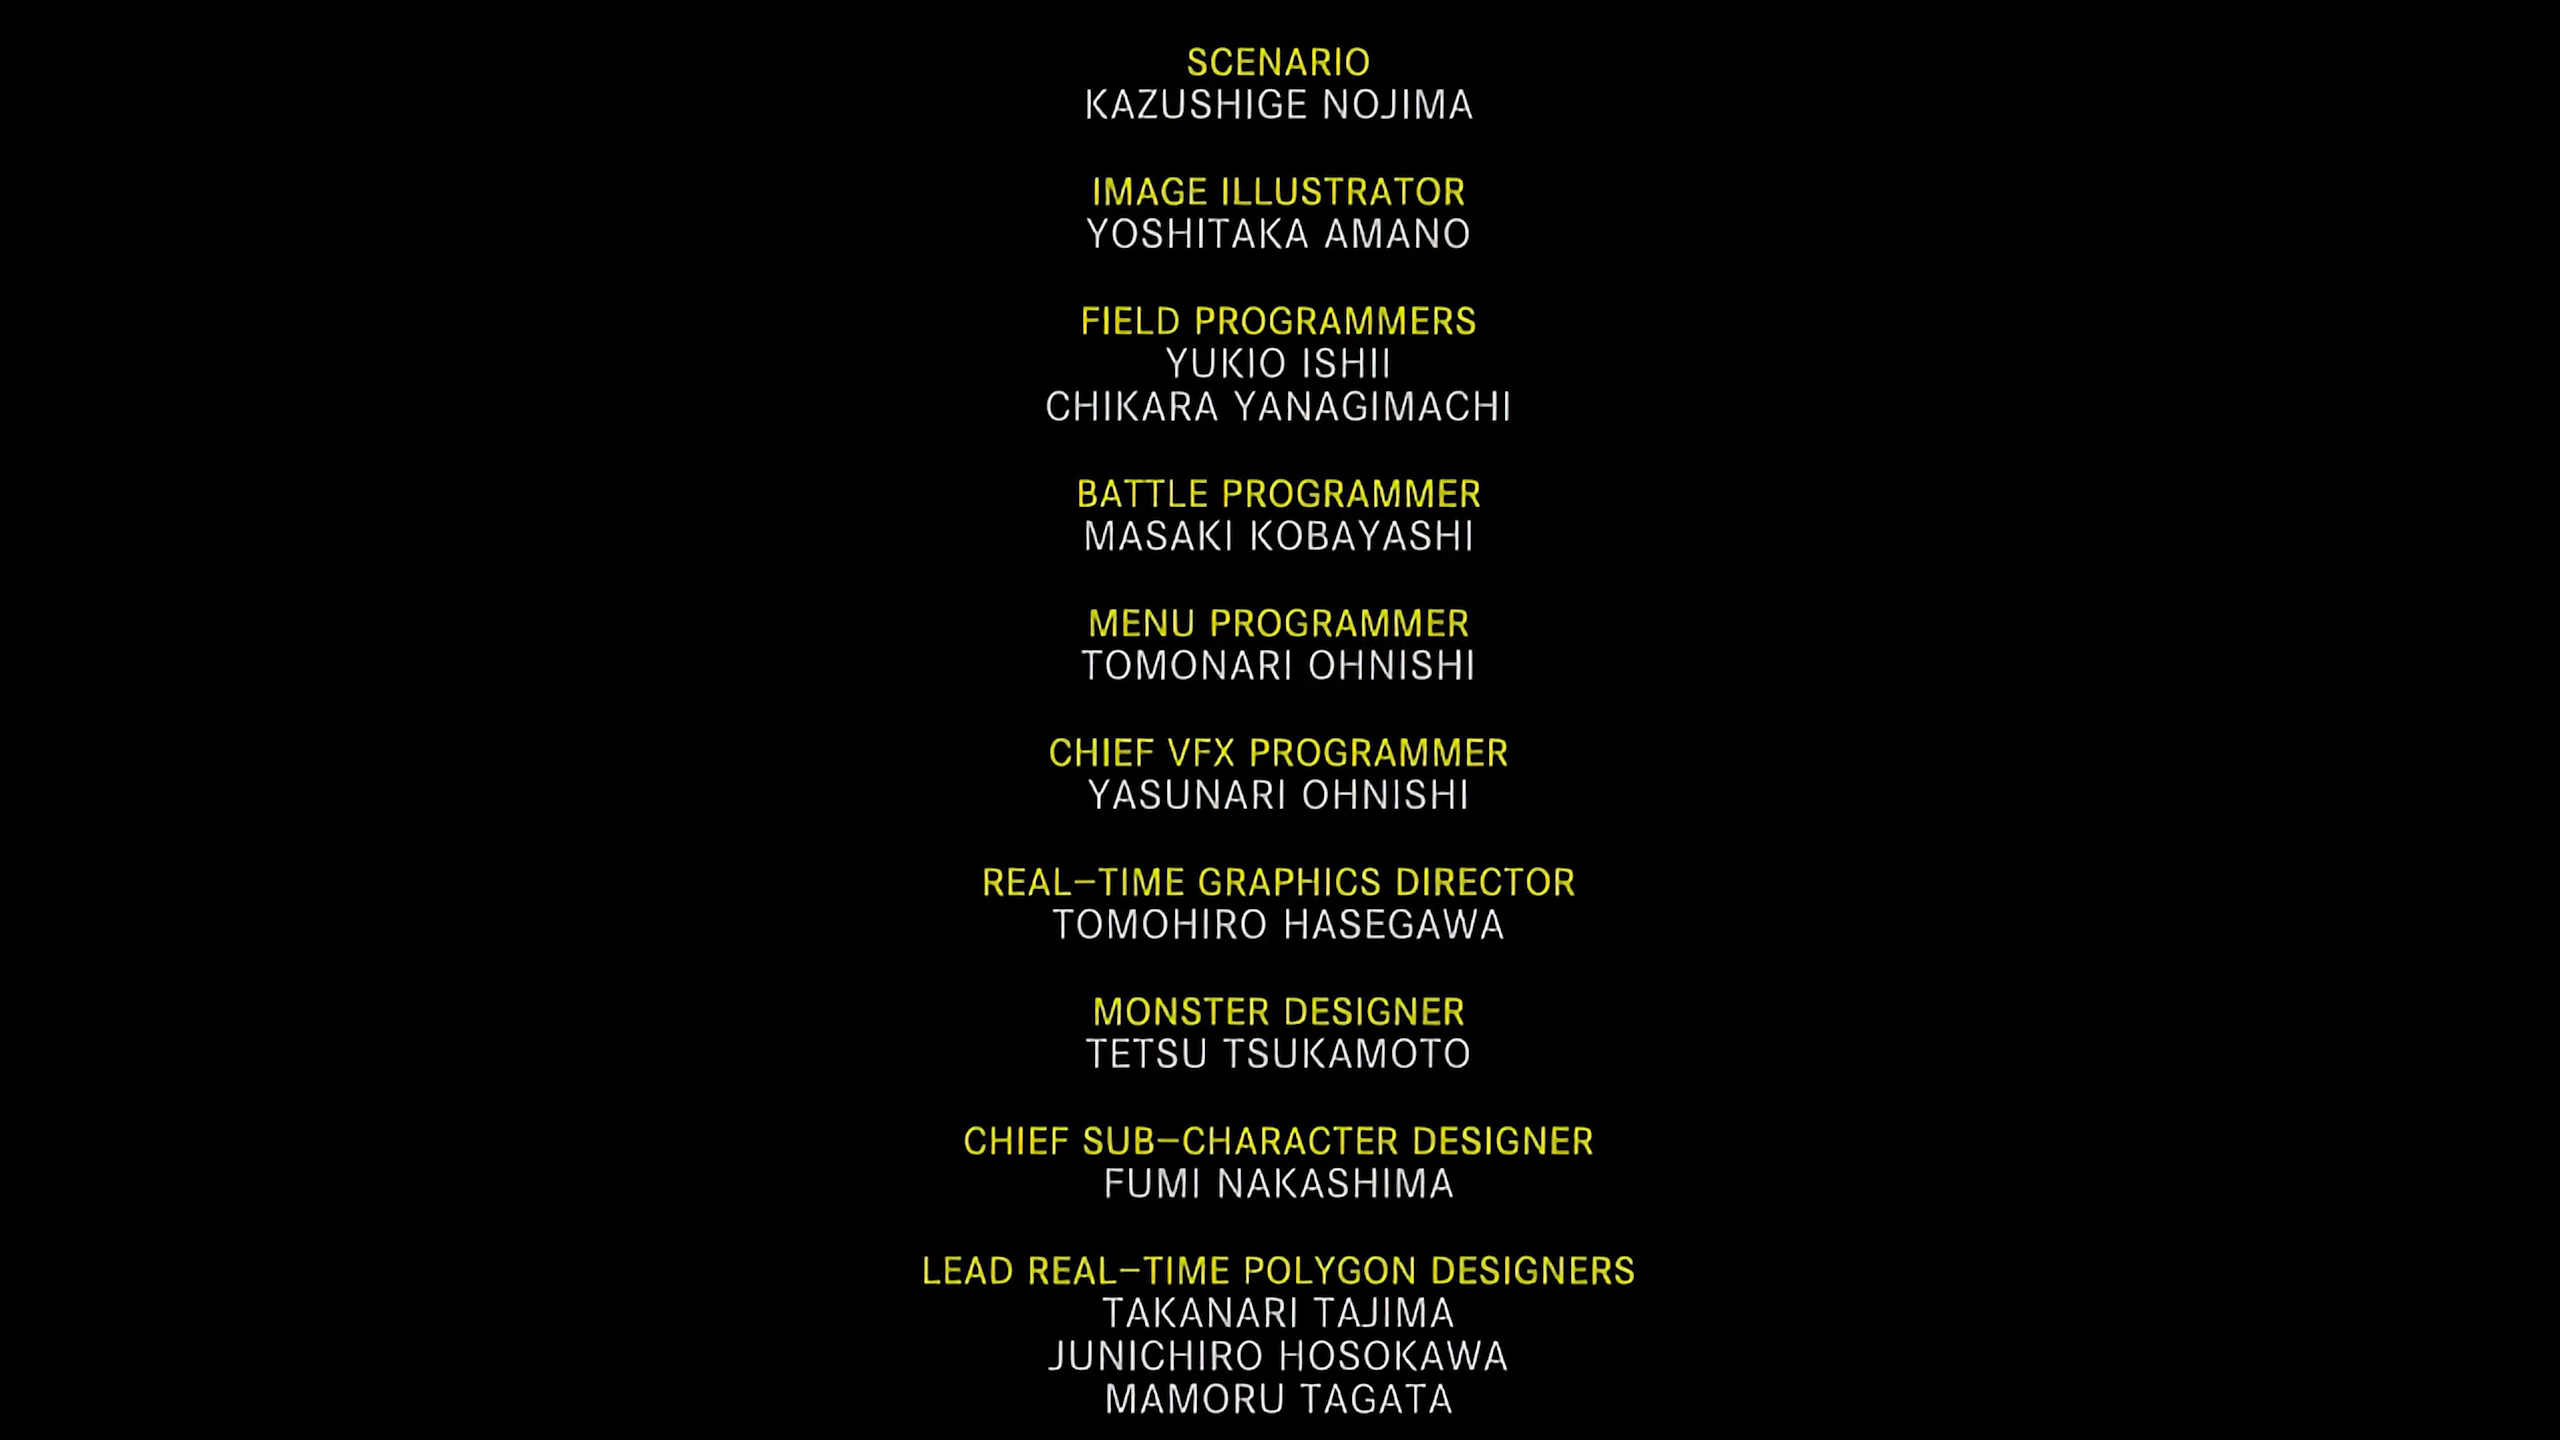 SCENARIO
KAZUSHIGE NOJIMA
IMAGE ILLUSTRATOR
YOSHITAKA AMANO
FIELD PROGRAMMERS
YUKIO ISHII
CHIKARA YANAGIMACHI
BATTLE PROGRAMMER
MASAKI KOBAYASHI
MENU PROGRAMMER
TOMONARI OHNISHI
CHIEF VFX PROGRAMMER
YASUNARI OHNISHI
REAL-TIME GRAPHICS DIRECTOR
TOMOHIRO HASEGAWA
MONSTER DESIGNER
TETSU TSUKAMOTO
CHIEF SUB-CHARACTER DESIGNER
FUMI NAKASHIMA
LEAD REAL-TIME POLYGON DESIGNERS
TAKANARI TAJIMA
JUNICHIRO HOSOKAWA
MAMORU TAGATA